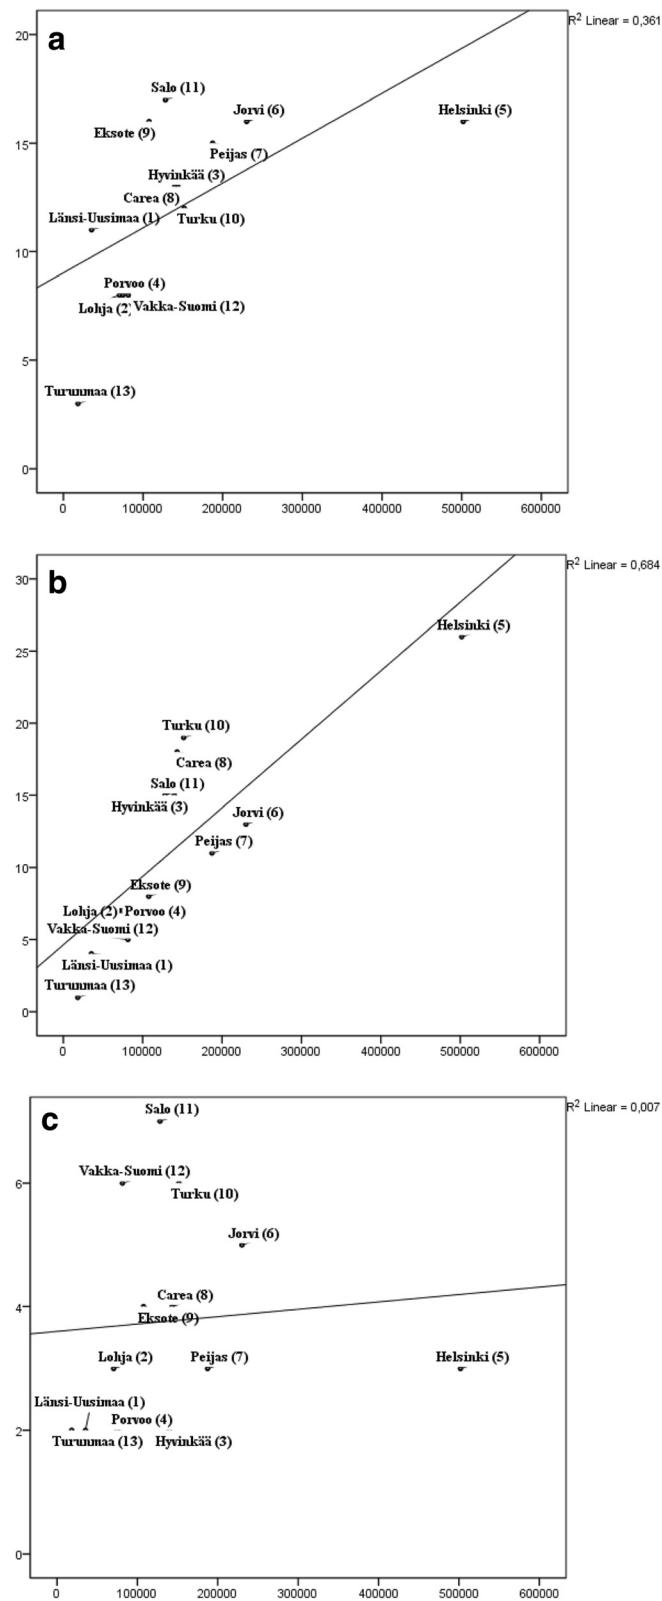 a
R² Linear = 0,361
20
Salo (11)
Jorvi (6)
Helsinki (5)
Eksote (9)
15
Peijas (7)
Hyvinkää (3)
Carea (8)
Länsi-Uusimaa (1)
Turku (10)
10
Porvoo (4)
Lohja (2)
Vakka-Suomi (12)
5
Turunmaa (13)
0
0 100000 200000 300000 400000 500000 600000
b
R² Linear = 0,684
30
Helsinki (5)
25
Turku (10)
20
Carea (8)
Salo (11)
15
Hyvinkää (3)
Jorvi (6)
Peijas (7)
10
Eksote (9)
Lohja (2)
Porvoo (4)
Vakka-Suomi (12)
5
Länsi-Uusimaa (1)
Turunmaa (13)
0
0 100000 200000 300000 400000 500000 600000
c
R² Linear = 0,007
Salo (11)
Vakka-Suomi (12)
6
Turku (10)
Jorvi (6)
Carea (8)
4
Eksote (9)
Lohja (2)
Peijas (7)
Helsinki (5)
Länsi-Uusimaa (1)
Porvoo (4)
2
Turunmaa (13)
Hyvinkää (3)
0
0 100000 200000 300000 400000 500000 600000